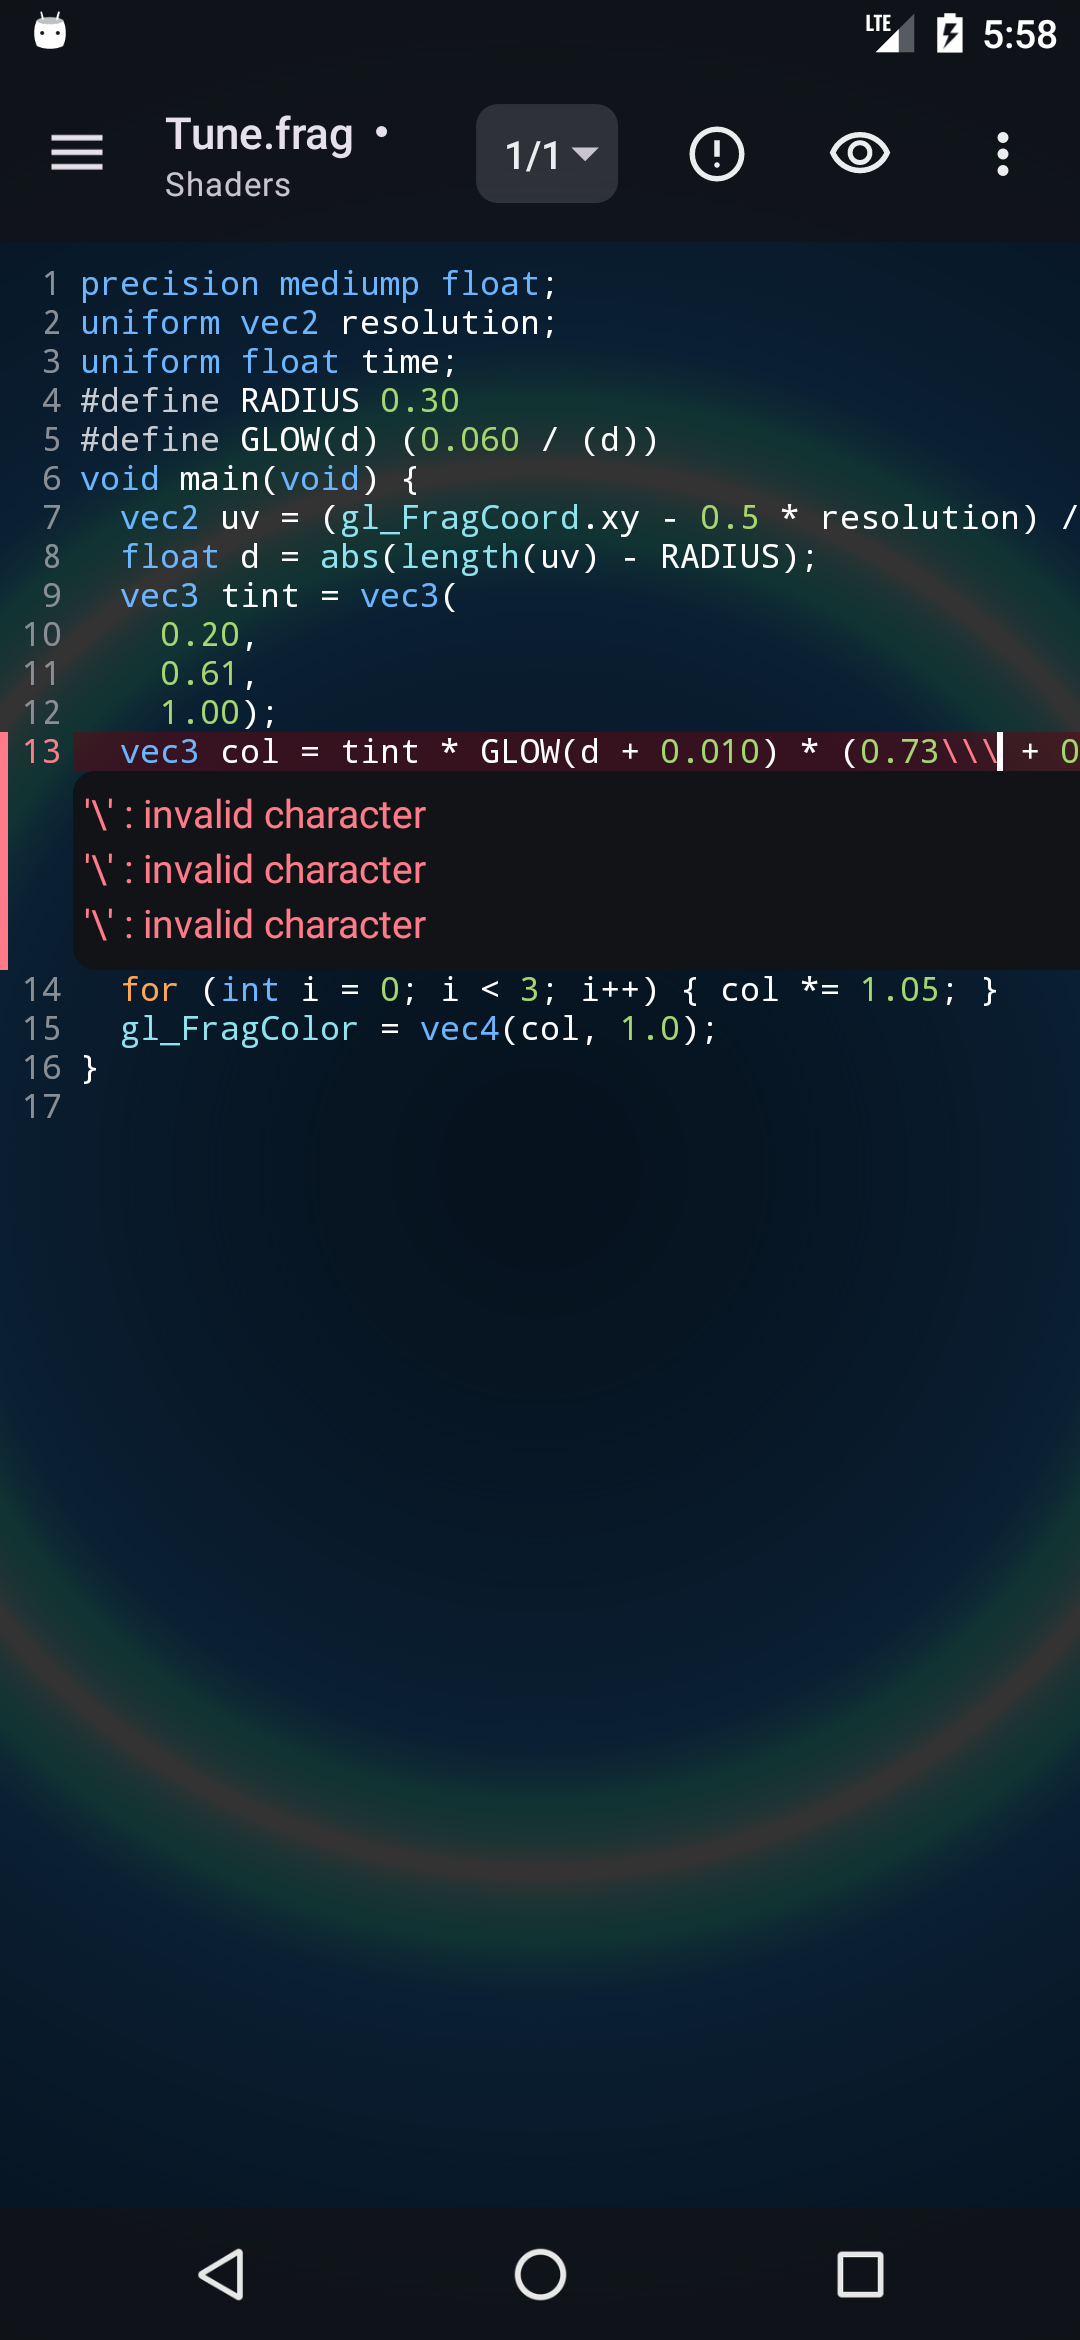 LTE 5:58
Tune.frag •
Shaders
1/1
1 precision mediump float;
2 uniform vec2 resolution;
3 uniform float time;
4 #define RADIUS 0.30
5 #define GLOW(d) (0.060 / (d))
6 void main(void) {
7   vec2 uv = (gl_FragCoord.xy - 0.5 * resolution) /
8   float d = abs(length(uv) - RADIUS);
9   vec3 tint = vec3(
10     0.20,
11     0.61,
12     1.00);
13   vec3 col = tint * GLOW(d + 0.010) * (0.73\\\ + 0
'\' : invalid character
'\' : invalid character
'\' : invalid character
14   for (int i = 0; i < 3; i++) { col *= 1.05; }
15   gl_FragColor = vec4(col, 1.0);
16 }
17